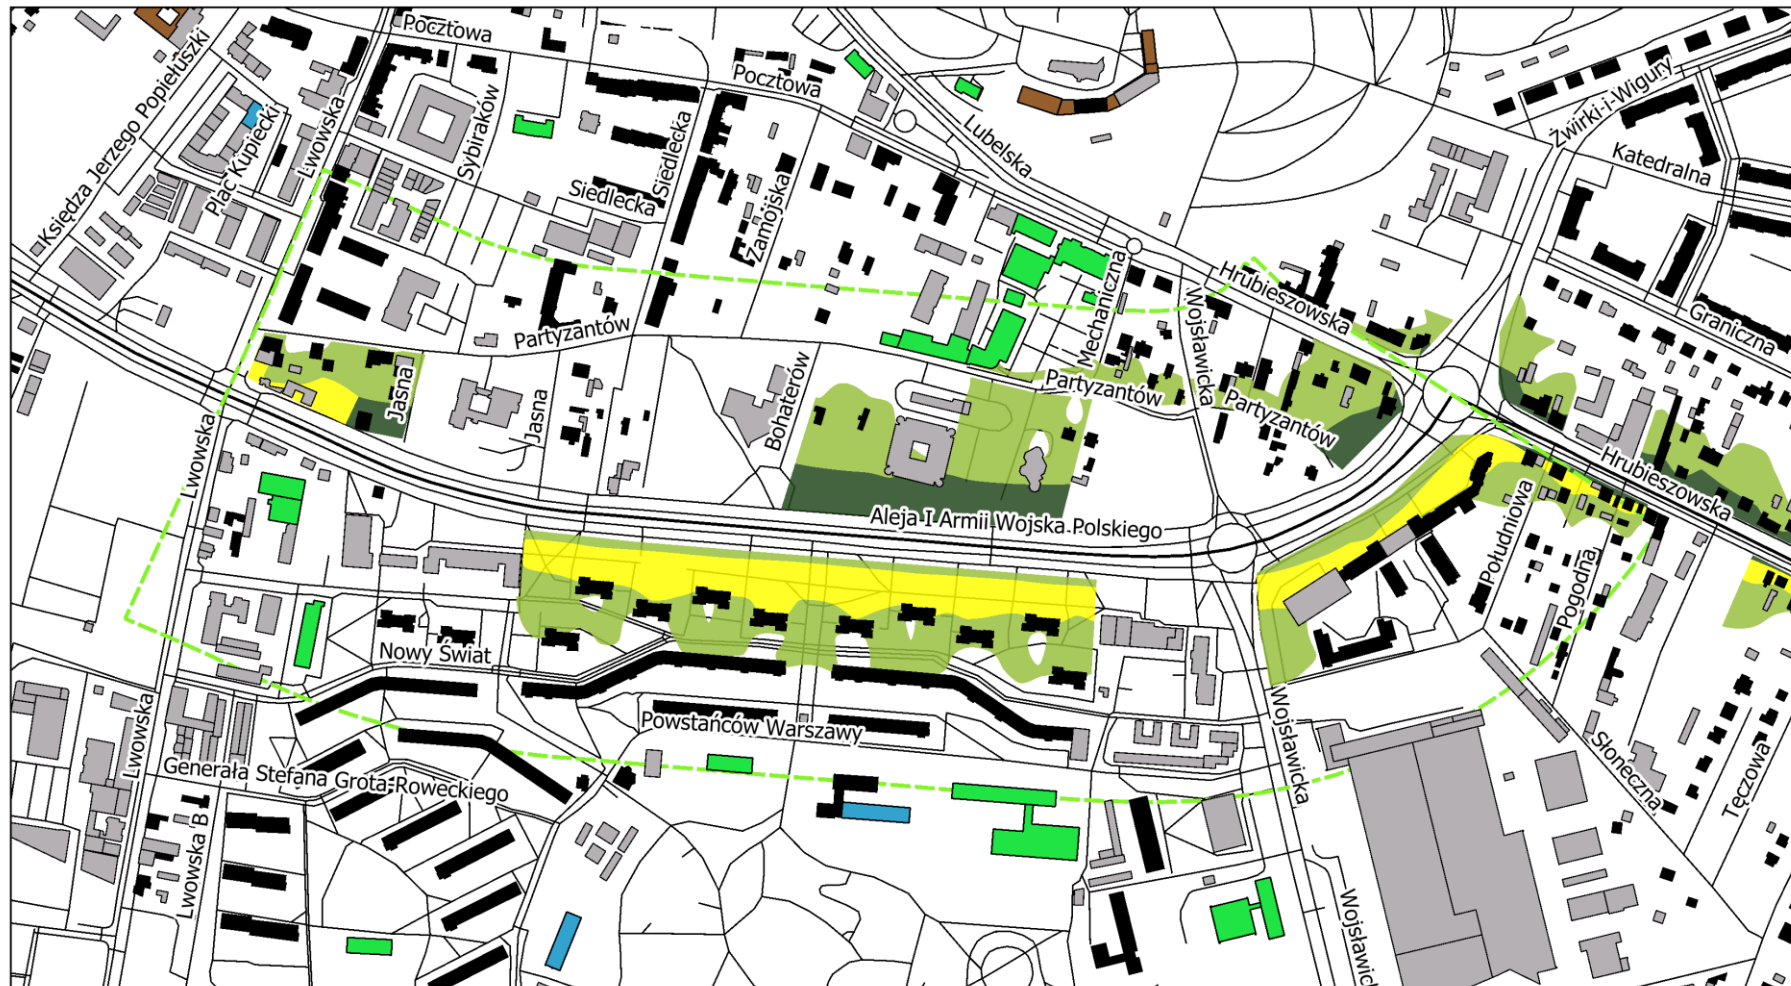 Pocztowa
Pocztowa
Księdza Jerzego Popiełuszki
Plac Kupiecki
Lwowska
Sybiraków
Siedlecka
Siedlecka
Zamojska
Lubelska
Żwirki-i-Wigury
Katedralna
Graniczna
Hrubieszowska
Mechaniczna
Wojsławicka
Partyzantów
Partyzantów
Partyzantów
Jasna
Jasna
Bohaterów
Lwowska
Aleja I Armii Wojska Polskiego
Hrubieszowska
Południowa
Pogodna
Nowy Świat
Powstańców Warszawy
Generała Stefana Grota-Roweckiego
Lwowska
Lwowska B
Wojsławicka
Słoneczna
Tęczowa
Wojsławick